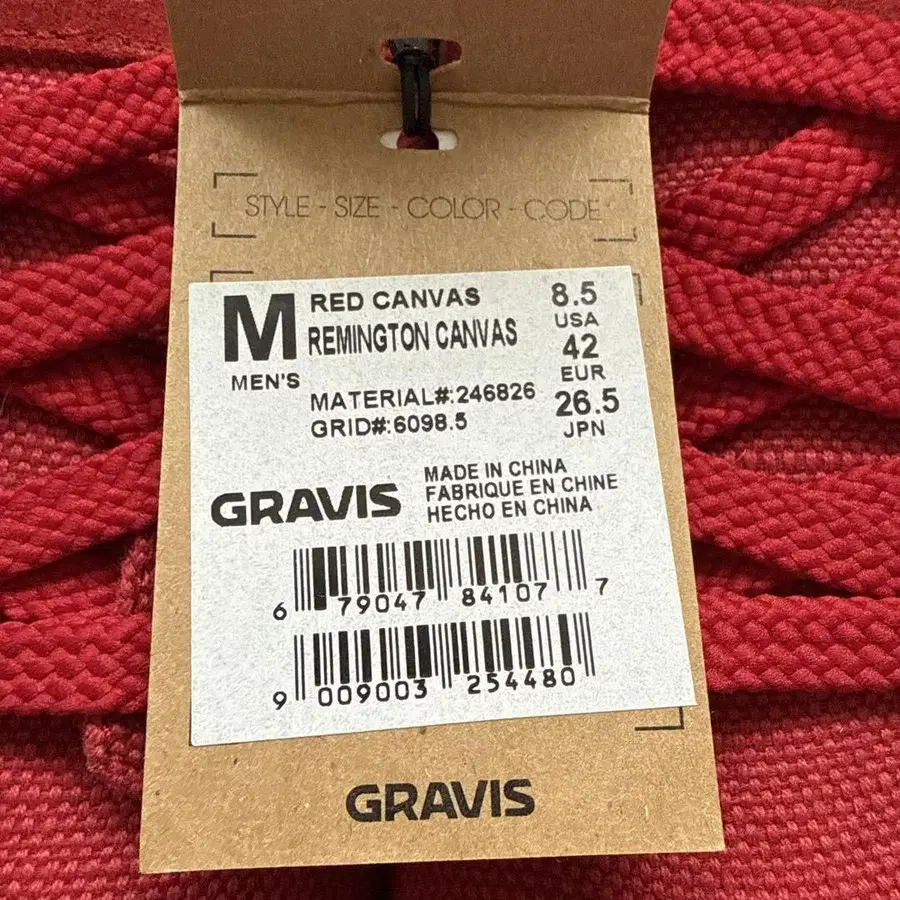 STYLE - SIZE - COLOR - CODE
M
MEN'S
RED CANVAS
REMINGTON CANVAS
MATERIAL#:246826
GRID#:6098.5
8.5
USA
42
EUR
26.5
JPN
GRAVIS
MADE IN CHINA
FABRIQUE EN CHINE
HECHO EN CHINA
6 79047 84107 7
9 009003 254480
GRAVIS